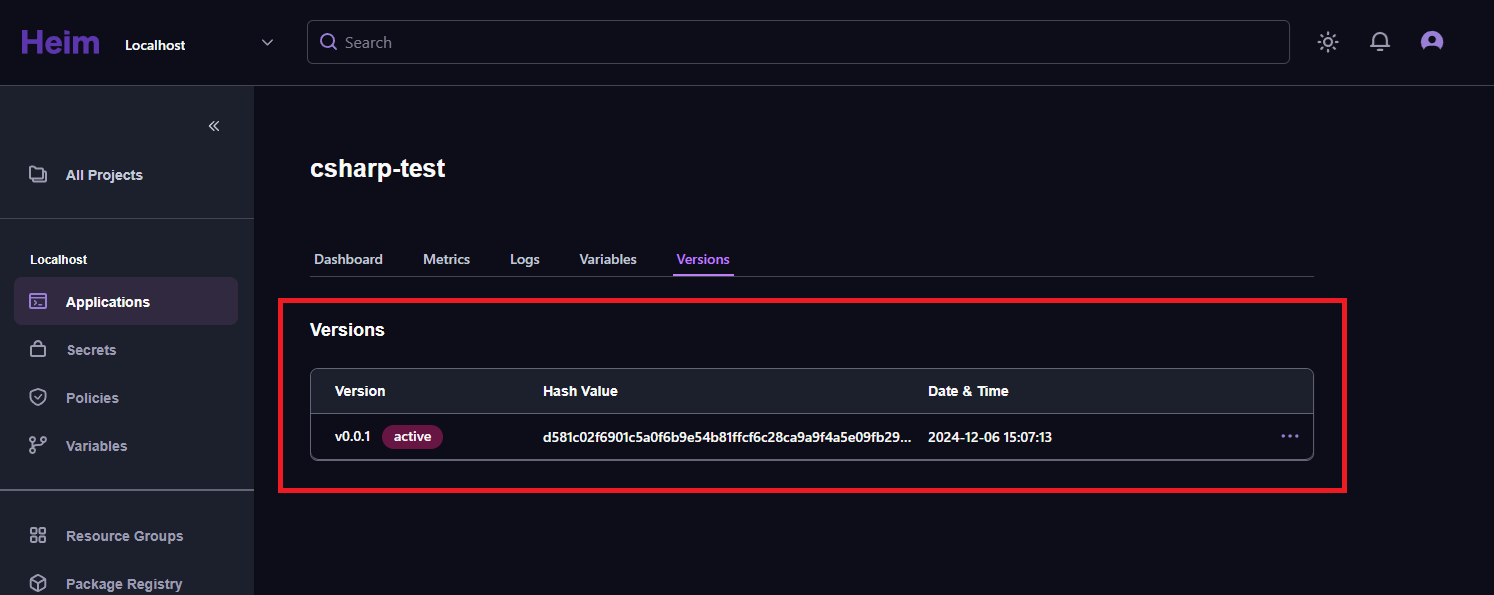 Heim
Localhost
Search
All Projects
Localhost
Applications
Secrets
Policies
Variables
Resource Groups
Package Registry
csharp-test
Dashboard Metrics Logs Variables Versions
Versions
Version Hash Value Date & Time
v0.0.1 active d581c02f6901c5a0f6b9e54b81ffcf6c28ca9a9f4a5e09fb29... 2024-12-06 15:07:13